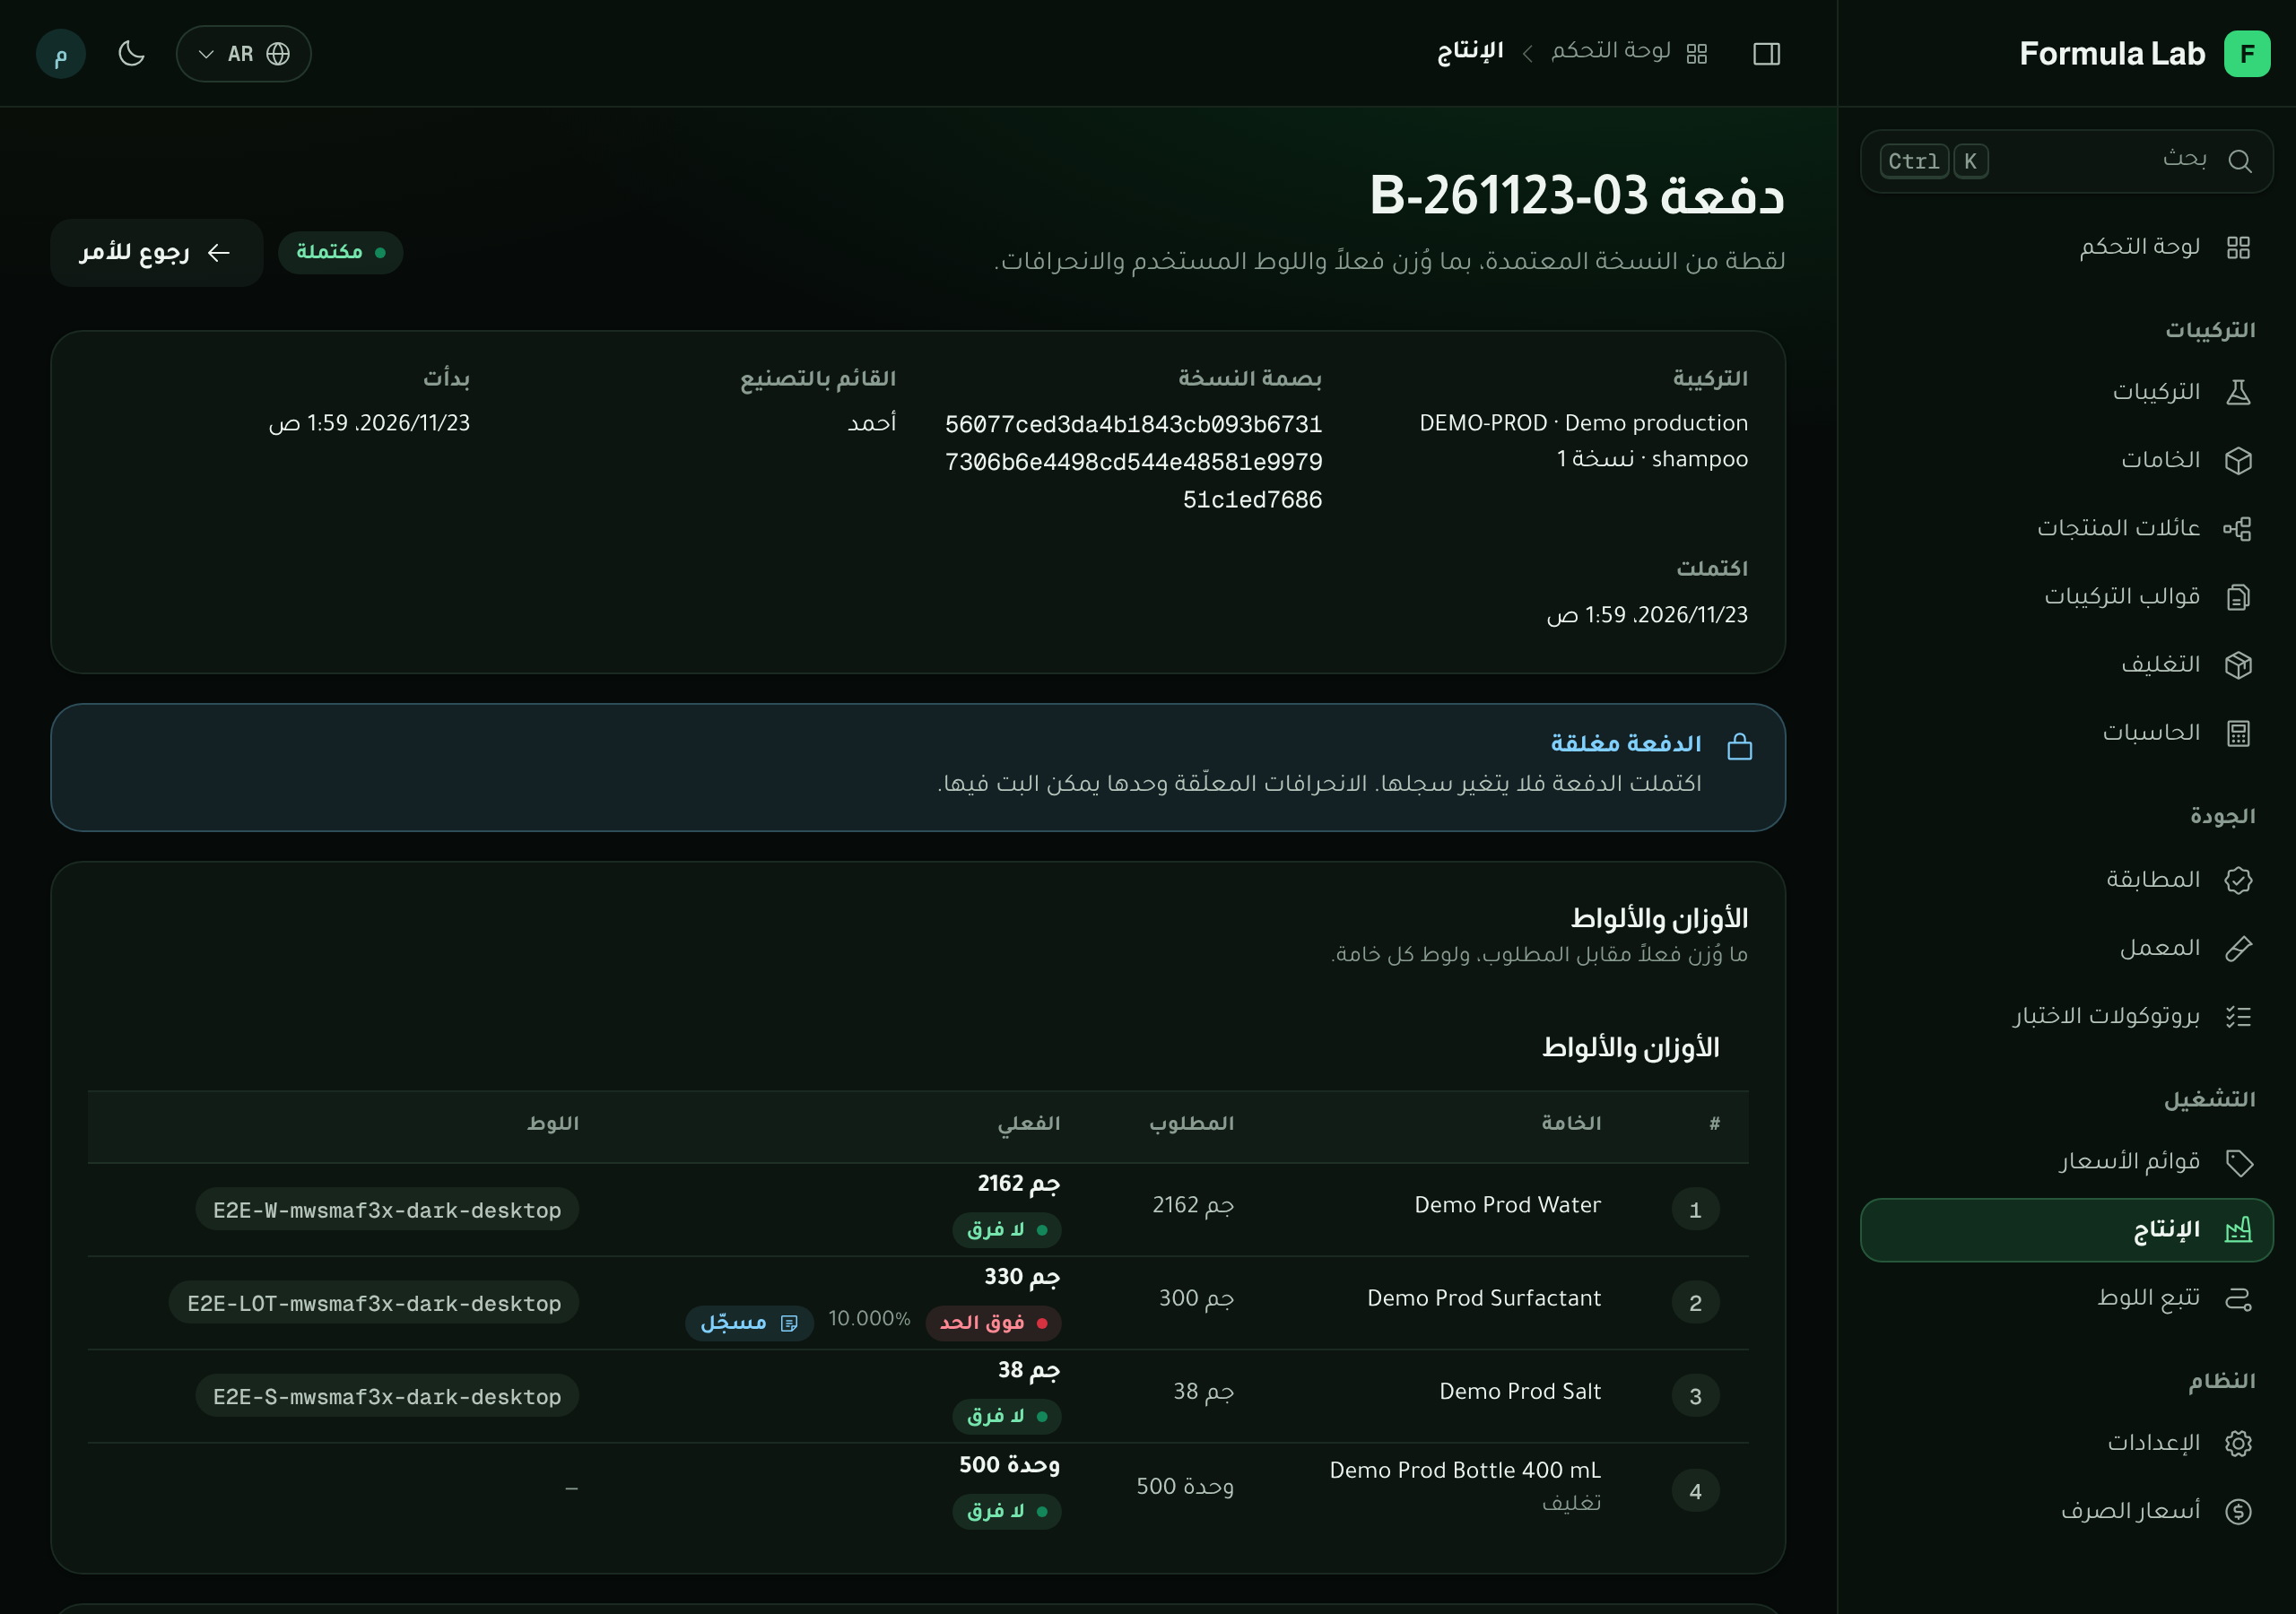 F Formula Lab
بحث
Ctrl K
لوحة التحكم
التركيبات
التركيبات
الخامات
عائلات المنتجات
قوالب التركيبات
التغليف
الحاسبات
الجودة
المطابقة
المعمل
بروتوكولات الاختبار
التشغيل
قوائم الأسعار
الإنتاج
تتبع اللوط
النظام
الإعدادات
أسعار الصرف
لوحة التحكم
الإنتاج
AR
م
دفعة B-261123-03
لقطة من النسخة المعتمدة، بما وُزن فعلاً واللوط المستخدم والانحرافات.
مكتملة
رجوع للأمر
التركيبة
DEMO-PROD · Demo production
shampoo · نسخة 1
بصمة النسخة
56077ced3da4b1843cb093b6731
7306b6e4498cd544e48581e9979
51c1ed7686
القائم بالتصنيع
أحمد
بدأت
2026/11/23، 1:59 ص
اكتملت
2026/11/23، 1:59 ص
الدفعة مغلقة
اكتملت الدفعة فلا يتغير سجلها. الانحرافات المعلّقة وحدها يمكن البت فيها.
الأوزان والألواط
ما وُزن فعلاً مقابل المطلوب، ولوط كل خامة.
الأوزان والألواط
# الخامة المطلوب الفعلي اللوط
1 Demo Prod Water جم 2162 جم 2162 E2E-W-mwsmaf3x-dark-desktop
لا فرق
2 Demo Prod Surfactant جم 300 جم 330 E2E-LOT-mwsmaf3x-dark-desktop
فوق الحد 10.000% مسجّل
3 Demo Prod Salt جم 38 جم 38 E2E-S-mwsmaf3x-dark-desktop
لا فرق
4 Demo Prod Bottle 400 mL وحدة 500 وحدة 500 –
تغليف لا فرق